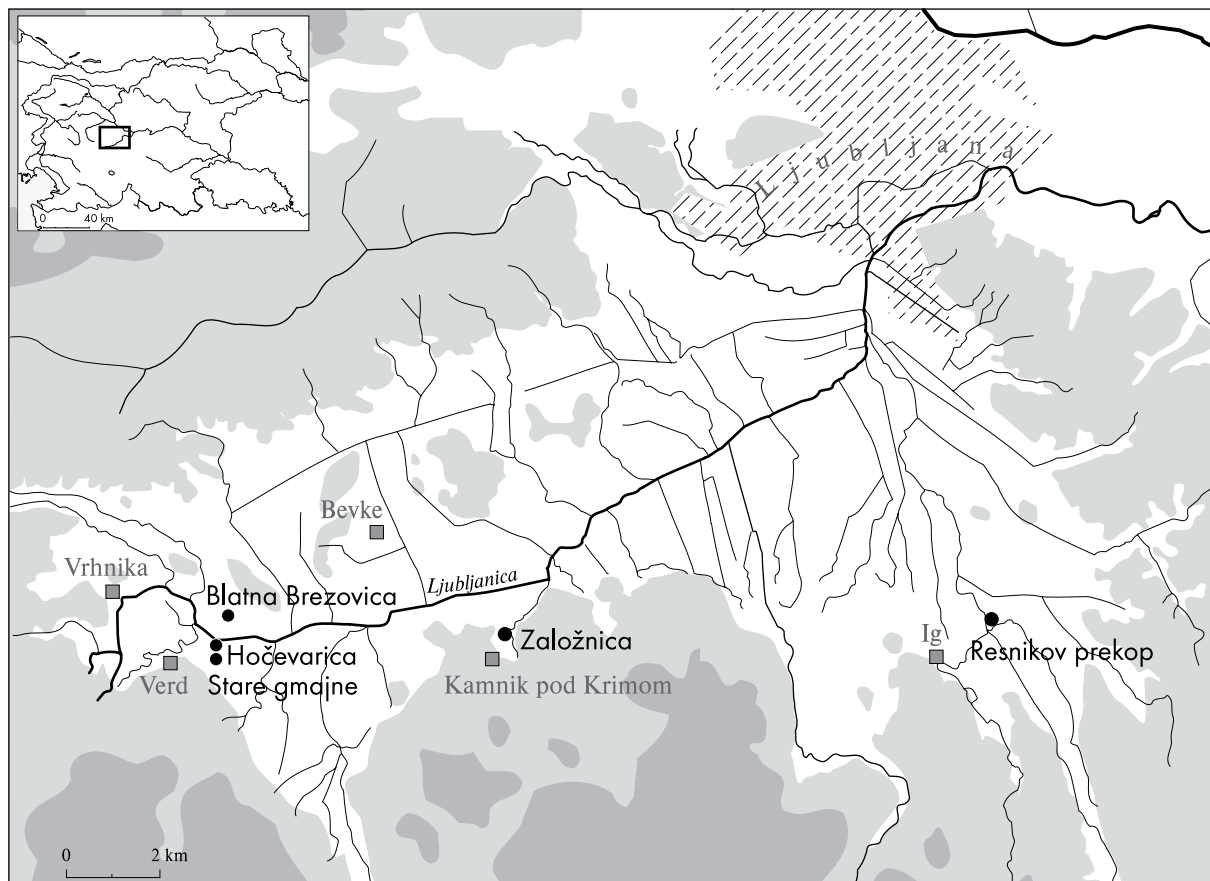 0 40 km
Ljubljana
Bevke
Vrhnika
Ljubljanica
Blatna Brezovica
Hočevarica
Založnica
Ig
Resnikov prekop
Verd
Stare gmajne
Kamnik pod Krimom
0 2 km